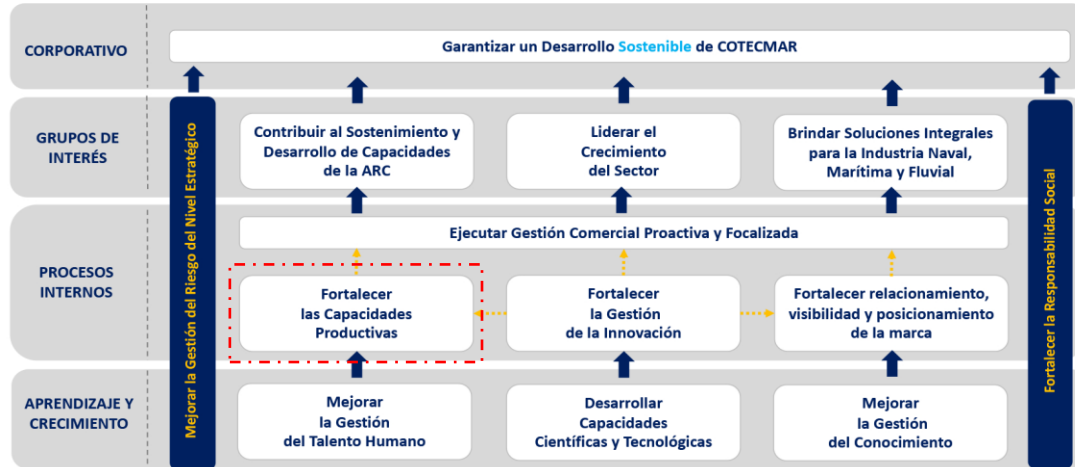 CORPORATIVO
Garantizar un Desarrollo Sostenible de COTECMAR
Mejorar la Gestión del Riesgo del Nivel Estratégico
Fortalecer la Responsabilidad Social
GRUPOS DE
INTERÉS
Contribuir al Sostenimiento y
Desarrollo de Capacidades
de la ARC
Liderar el
Crecimiento
del Sector
Brindar Soluciones Integrales
para la Industria Naval,
Marítima y Fluvial
PROCESOS
INTERNOS
Ejecutar Gestión Comercial Proactiva y Focalizada
Fortalecer
las Capacidades
Productivas
Fortalecer
la Gestión
de la Innovación
Fortalecer relacionamiento,
visibilidad y posicionamiento
de la marca
APRENDIZAJE Y
CRECIMIENTO
Mejorar
la Gestión
del Talento Humano
Desarrollar
Capacidades
Científicas y Tecnológicas
Mejorar
la Gestión
del Conocimiento